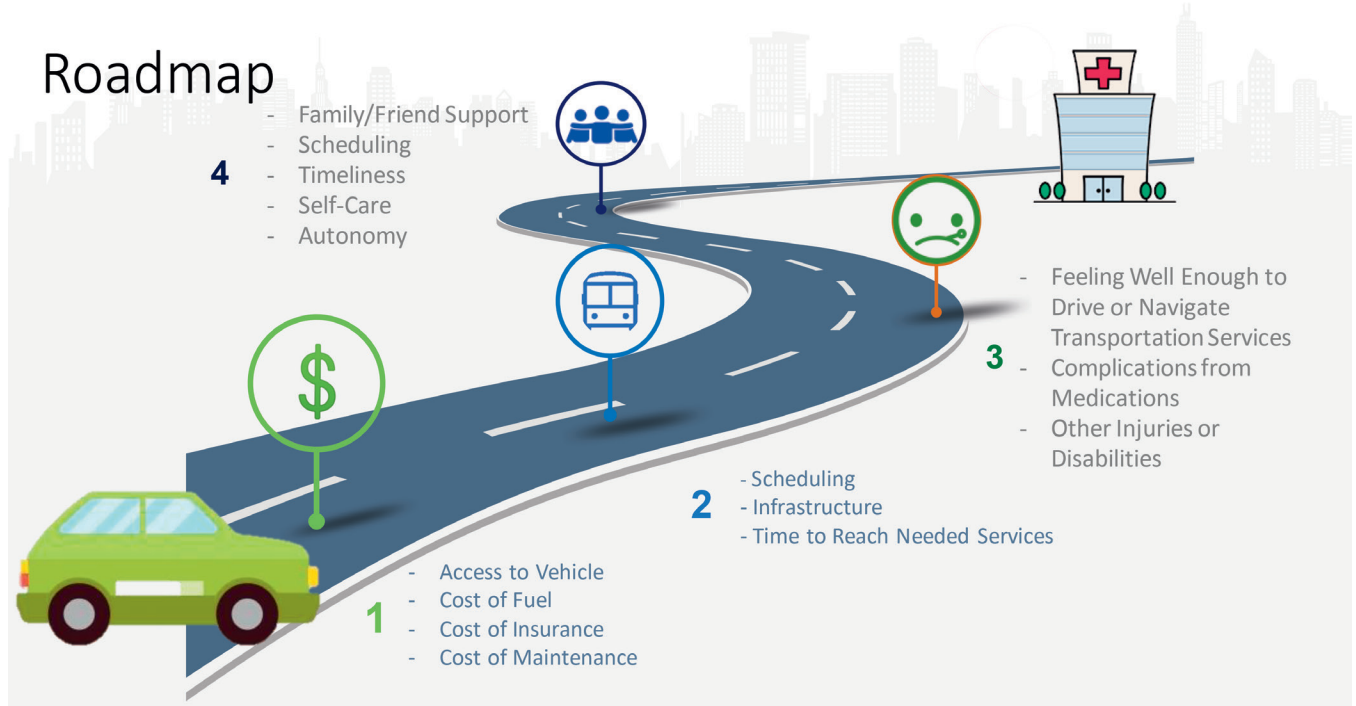 Roadmap
4
- Family/Friend Support
- Scheduling
- Timeliness
- Self-Care
- Autonomy
$
1
- Access to Vehicle
- Cost of Fuel
- Cost of Insurance
- Cost of Maintenance
2
- Scheduling
- Infrastructure
- Time to Reach Needed Services
3
- Feeling Well Enough to
Drive or Navigate
Transportation Services
- Complications from
Medications
- Other Injuries or
Disabilities